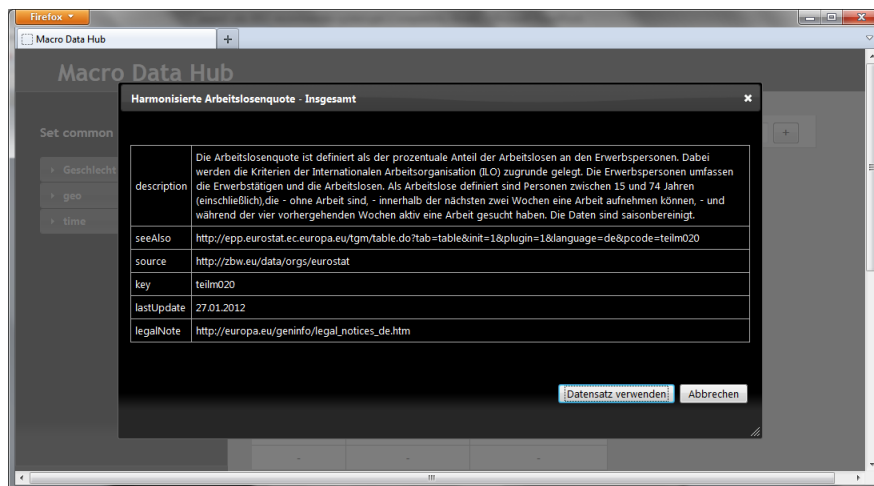 Firefox
Macro Data Hub
Macro Data Hub
Harmonisierte Arbeitslosenquote - Insgesamt
Set common
Geschlecht
geo
time
description
Die Arbeitslosenquote ist definiert als der prozentuale Anteil der Arbeitslosen an den Erwerbspersonen. Dabei
werden die Kriterien der Internationalen Arbeitsorganisation (ILO) zugrunde gelegt. Die Erwerbspersonen umfassen
die Erwerbstätigen und die Arbeitslosen. Als Arbeitslose definiert sind Personen zwischen 15 und 74 Jahren
(einschließlich),die - ohne Arbeit sind, - innerhalb der nächsten zwei Wochen eine Arbeit aufnehmen können, - und
während der vier vorhergehenden Wochen aktiv eine Arbeit gesucht haben. Die Daten sind saisonbereinigt.
seeAlso http://epp.eurostat.ec.europa.eu/tgm/table.do?tab=table&init=1&plugin=1&language=de&pcode=teilm020
source http://zbw.eu/data/orgs/eurostat
key teilm020
lastUpdate 27.01.2012
legalNote http://europa.eu/geninfo/legal_notices_de.htm
Datensatz verwenden Abbrechen
- - -